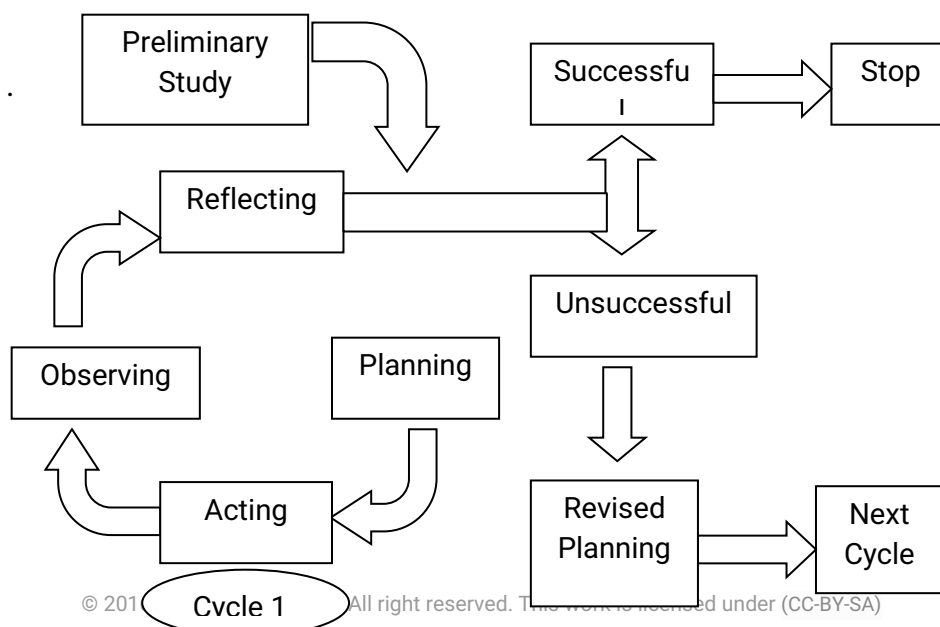 Preliminary
Study
.
Successfu
l
Stop
Reflecting
Unsuccessful
Observing
Planning
Acting
Revised
Planning
Next
Cycle
Cycle 1
© 201 All right reserved. under (CC-BY-SA)